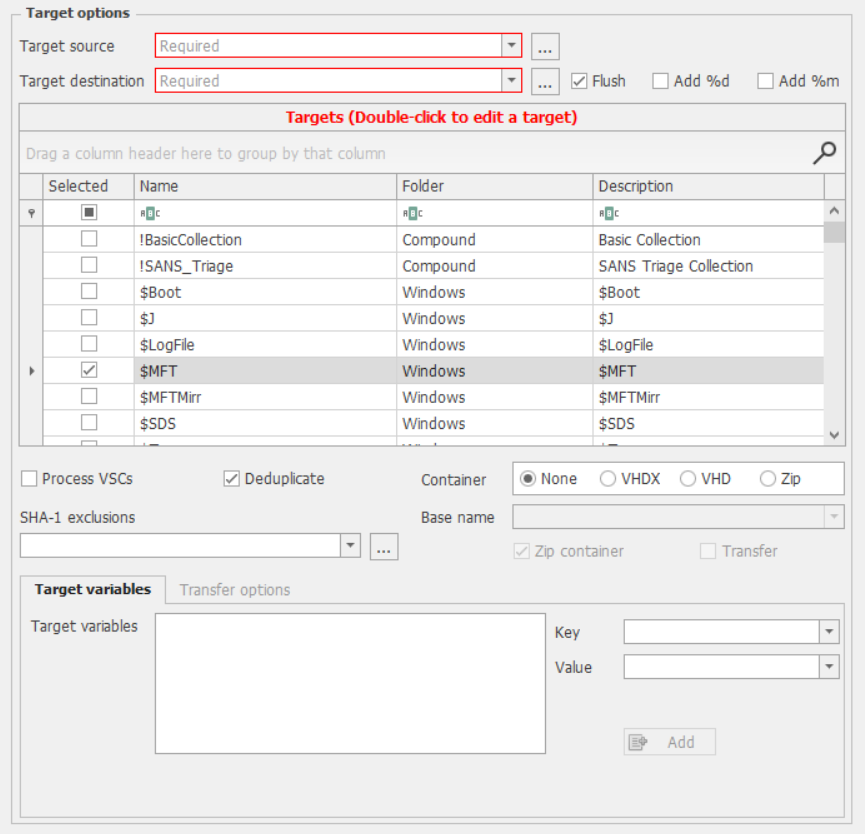 Target options
Target source Required ...
Target destination Required ... Flush Add %d Add %m
Targets (Double-click to edit a target)
Drag a column header here to group by that column
Selected Name Folder Description
ABC ABC ABC
!BasicCollection Compound Basic Collection
!SANS_Triage Compound SANS Triage Collection
$Boot Windows $Boot
$J Windows $J
$LogFile Windows $LogFile
$MFT Windows $MFT
$MFTMirr Windows $MFTMirr
$SDS Windows $SDS
Process VSCs Deduplicate Container None VHDX VHD Zip
SHA-1 exclusions Base name
... Zip container Transfer
Target variables Transfer options
Target variables Key
Value
Add